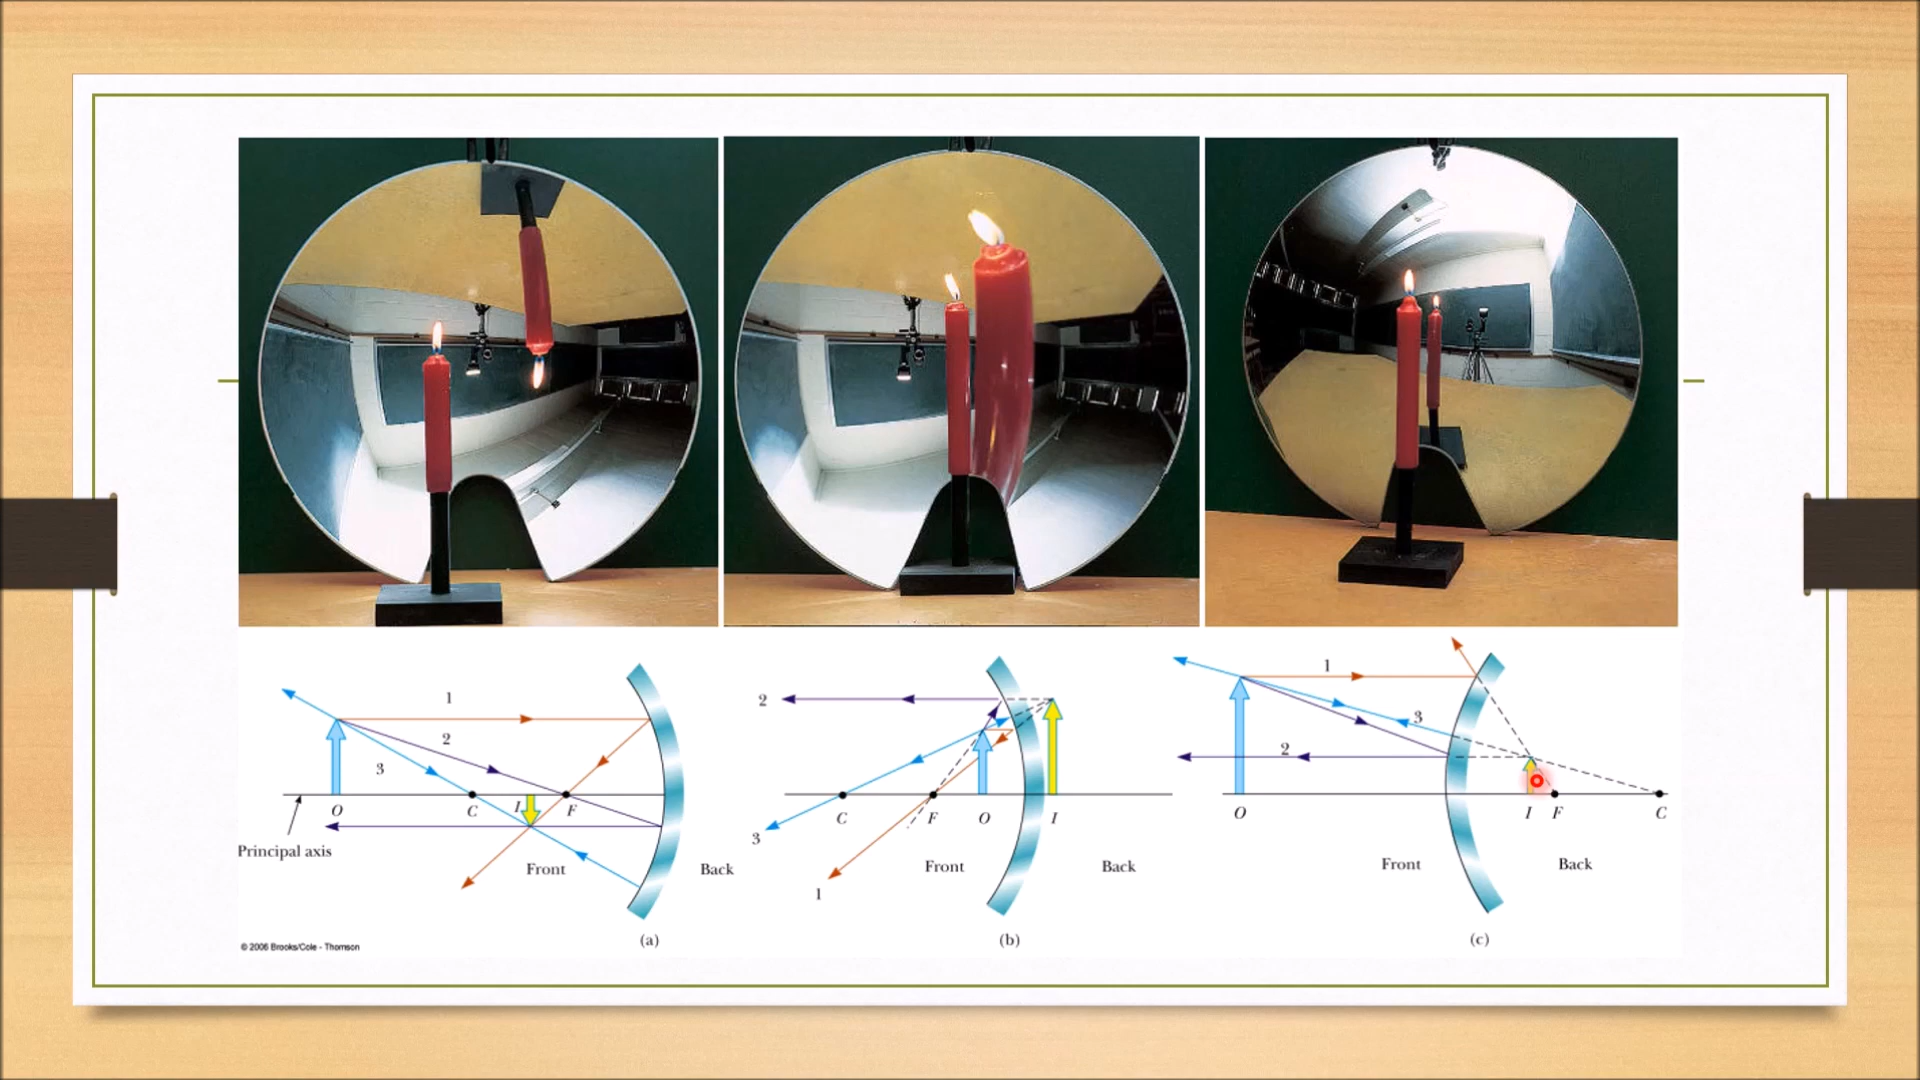 1
2
3
O
C
I
F
Principal axis
Front
Back
(a)
2
3
1
C
F
O
I
Front
Back
(b)
1
3
2
O
I
F
C
Front
Back
(c)
© 2006 Brooks/Cole - Thomson